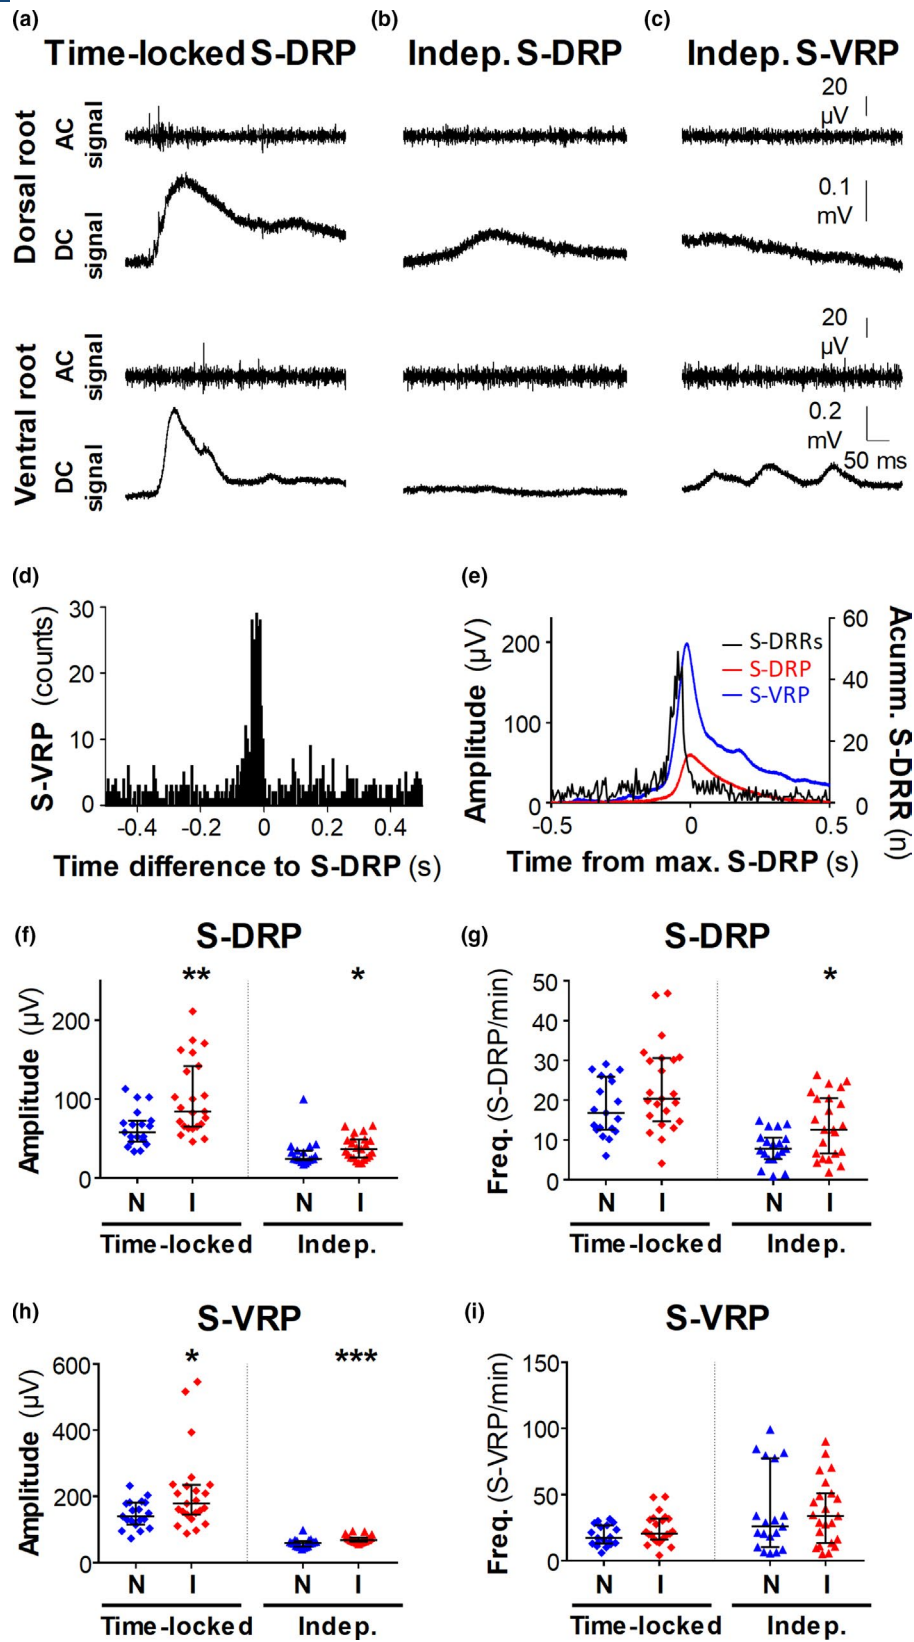 (a) (b) (c)
Time-locked S-DRP Indep. S-DRP Indep. S-VRP
Dorsal root
AC signal
20 µV
DC signal
0.1 mV
Ventral root
AC signal
20 µV
DC signal
0.2 mV
50 ms
(d)
S-VRP (counts)
30
20
10
0
-0.4 -0.2 0 0.2 0.4
Time difference to S-DRP (s)
(e)
Amplitude (µV)
200
100
0
S-DRRs
S-DRP
S-VRP
60
40
20
0
Acumm. S-DRR (n)
-0.5 0 0.5
Time from max. S-DRP (s)
(f) S-DRP
Amplitude (µV)
200
100
0
** *
N I N I
Time-locked Indep.
(g) S-DRP
Freq. (S-DRP/min)
50
40
30
20
10
0
*
N I N I
Time-locked Indep.
(h) S-VRP
Amplitude (µV)
600
400
200
0
* ***
N I N I
Time-locked Indep.
(i) S-VRP
Freq. (S-VRP/min)
150
100
50
0
N I N I
Time-locked Indep.